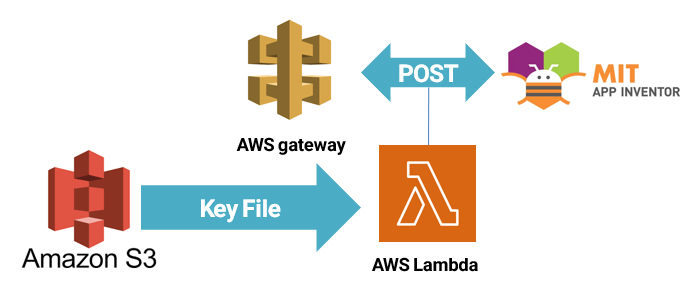 POST
MIT
APP INVENTOR
AWS gateway
Key File
Amazon S3
AWS Lambda